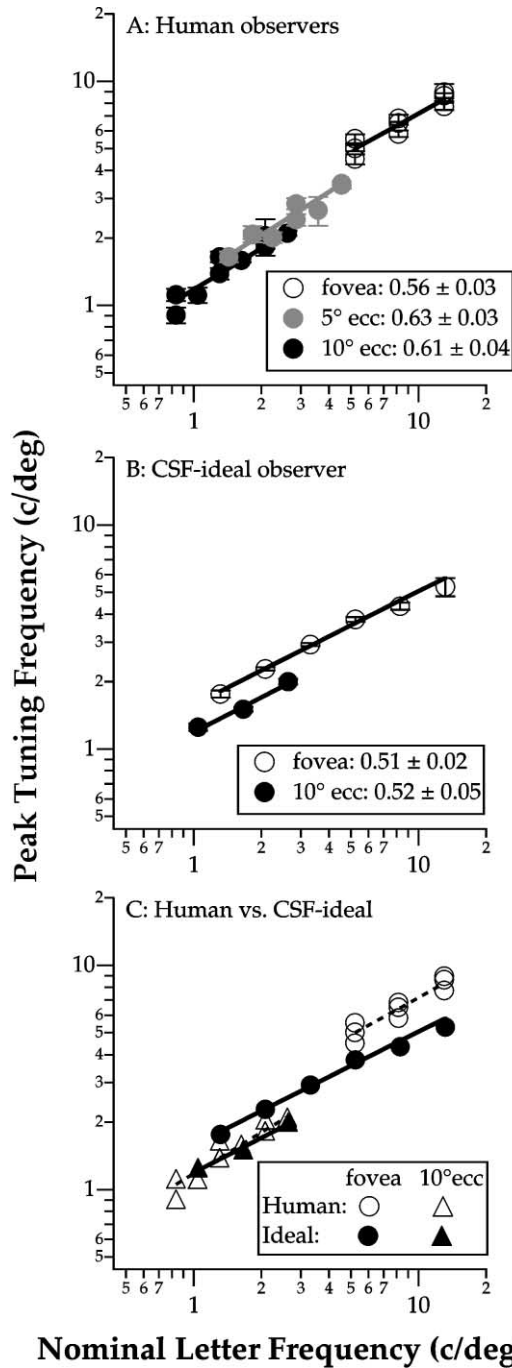 Peak Tuning Frequency (c/deg)
A: Human observers
2
10
6
5
4
3
2
1
6
5
fovea: 0.56 ± 0.03
5° ecc: 0.63 ± 0.03
10° ecc: 0.61 ± 0.04
5 6 7 1 2 3 4 5 6 7 10 2
B: CSF-ideal observer
2
10
6
5
4
3
2
1
6
5
fovea: 0.51 ± 0.02
10° ecc: 0.52 ± 0.05
5 6 7 1 2 3 4 5 6 7 10 2
C: Human vs. CSF-ideal
2
10
6
5
4
3
2
1
6
5
fovea 10°ecc
Human:
Ideal:
5 6 7 1 2 3 4 5 6 7 10 2
Nominal Letter Frequency (c/deg